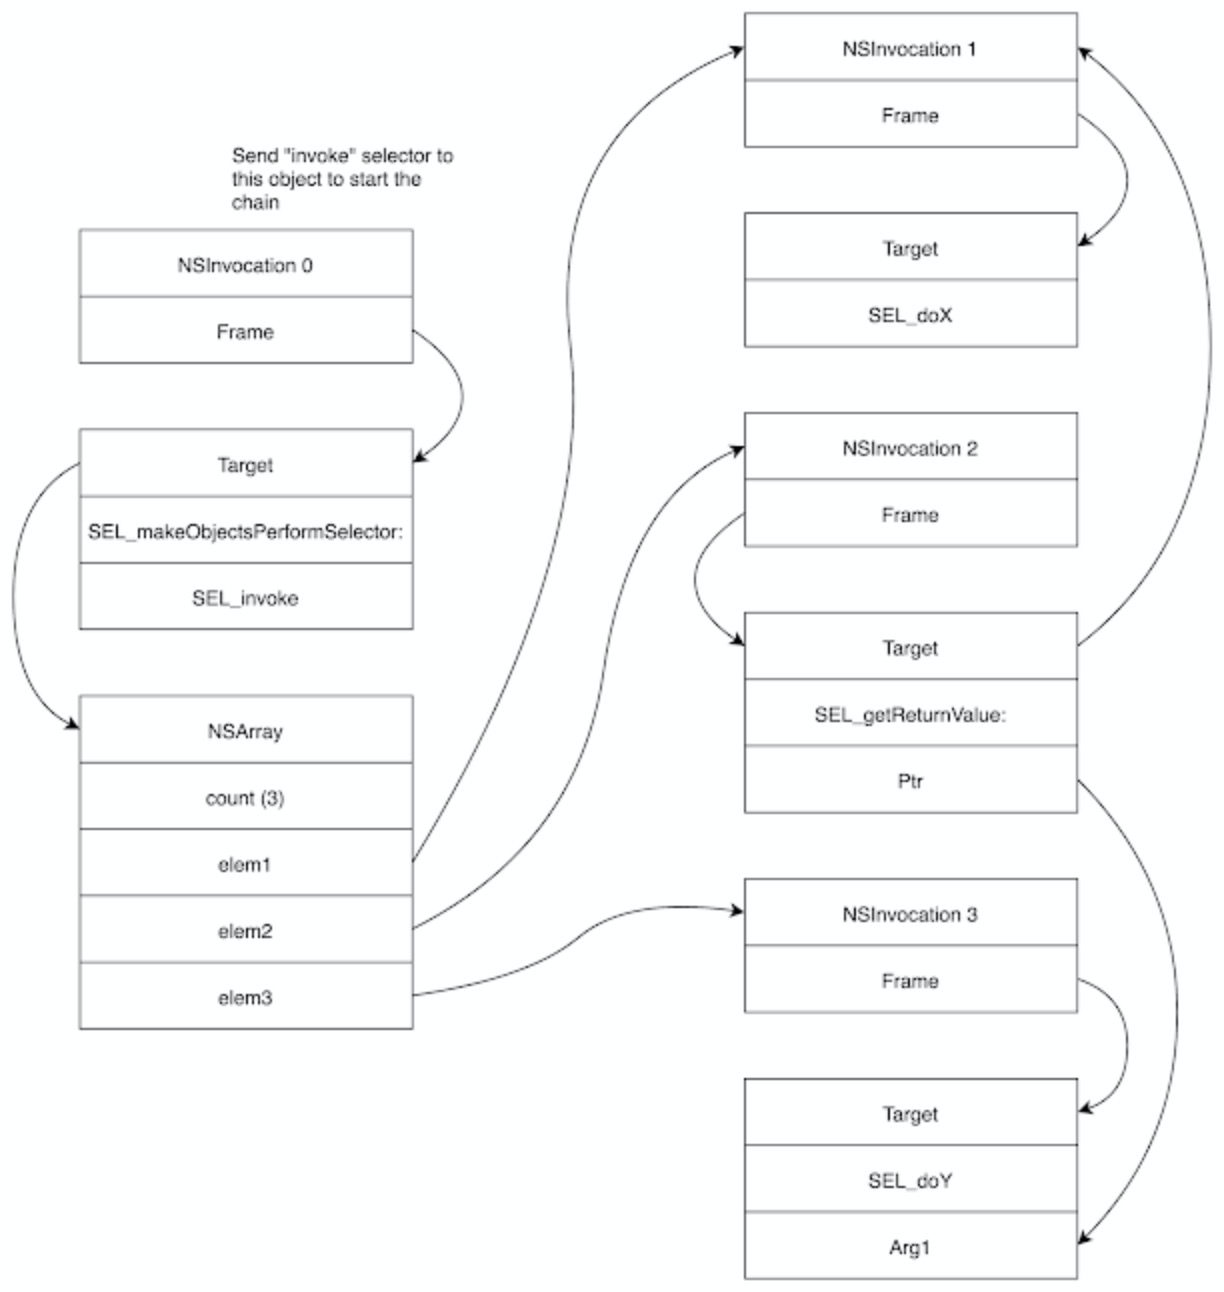 Send "invoke" selector to
this object to start the
chain
NSInvocation 0
Frame
Target
SEL_makeObjectsPerformSelector:
SEL_invoke
NSArray
count (3)
elem1
elem2
elem3
NSInvocation 1
Frame
Target
SEL_doX
NSInvocation 2
Frame
Target
SEL_getReturnValue:
Ptr
NSInvocation 3
Frame
Target
SEL_doY
Arg1